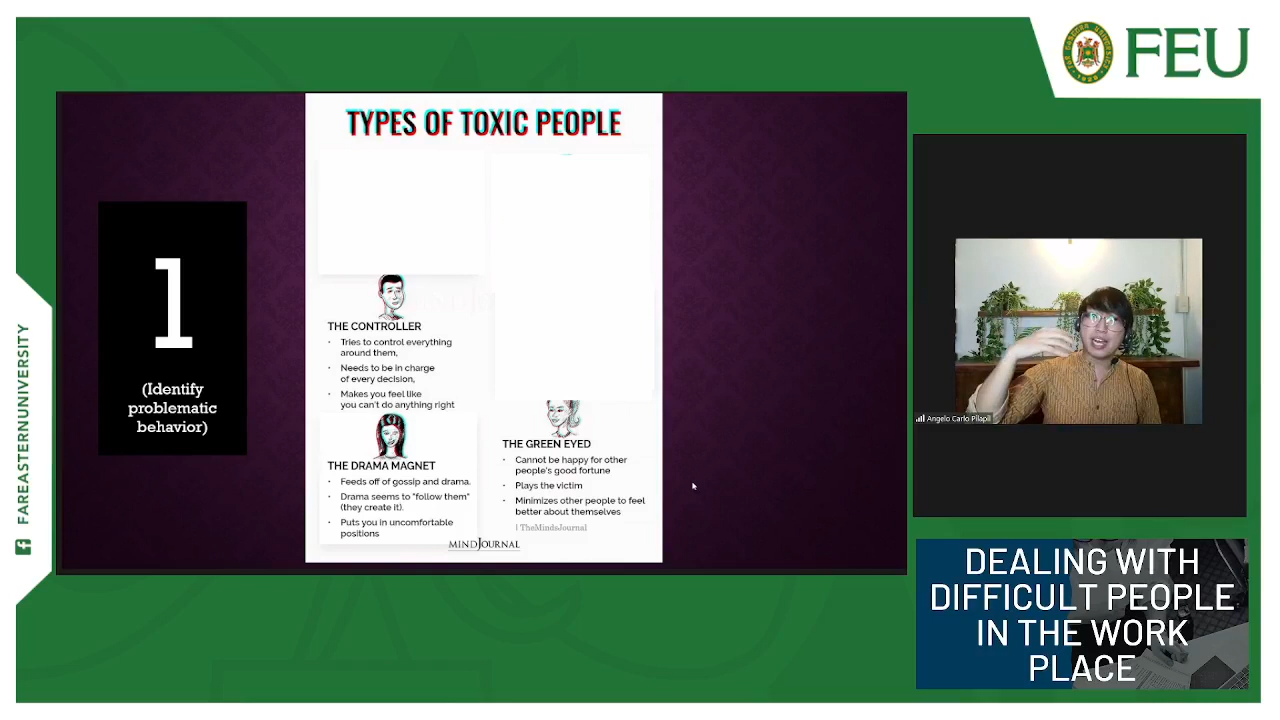 FEU
TYPES OF TOXIC PEOPLE
1
(Identify
problematic
behavior)
THE CONTROLLER
• Tries to control everything
around them,
• Needs to be in charge
of every decision,
• Makes you feel like
you can't do anything right
THE DRAMA MAGNET
• Feeds off of gossip and drama.
• Drama seems to "follow them"
(they create it).
• Puts you in uncomfortable
positions
THE GREEN EYED
• Cannot be happy for other
people's good fortune
• Plays the victim
• Minimizes other people to feel
better about themselves
| TheMindsJournal
MINDJOURNAL
Angelo Carlo Pilapil
FAREASTERNUNIVERSITY
DEALING WITH
DIFFICULT PEOPLE
IN THE WORK
PLACE